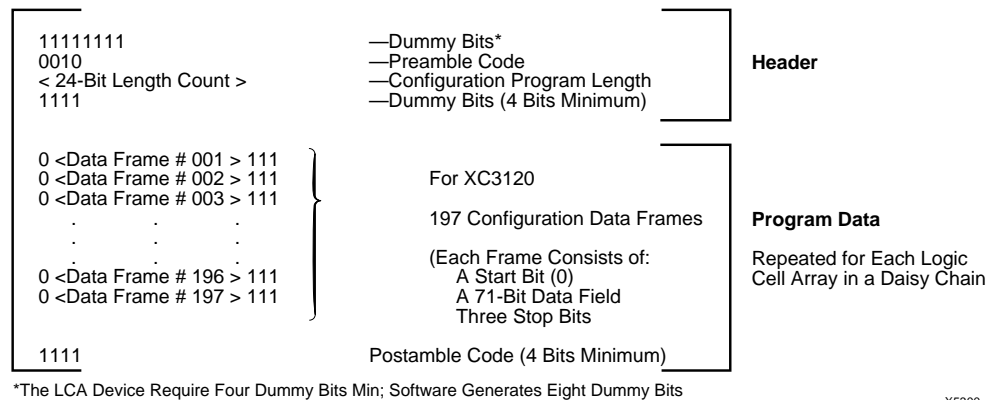 11111111 —Dummy Bits*
0010 —Preamble Code
< 24-Bit Length Count > —Configuration Program Length
1111 —Dummy Bits (4 Bits Minimum)
Header
0 <Data Frame # 001 > 111
0 <Data Frame # 002 > 111
0 <Data Frame # 003 > 111
. . .
. . .
. . .
0 <Data Frame # 196 > 111
0 <Data Frame # 197 > 111
For XC3120
197 Configuration Data Frames
(Each Frame Consists of:
A Start Bit (0)
A 71-Bit Data Field
Three Stop Bits
Program Data
Repeated for Each Logic
Cell Array in a Daisy Chain
1111 Postamble Code (4 Bits Minimum)
*The LCA Device Require Four Dummy Bits Min; Software Generates Eight Dummy Bits